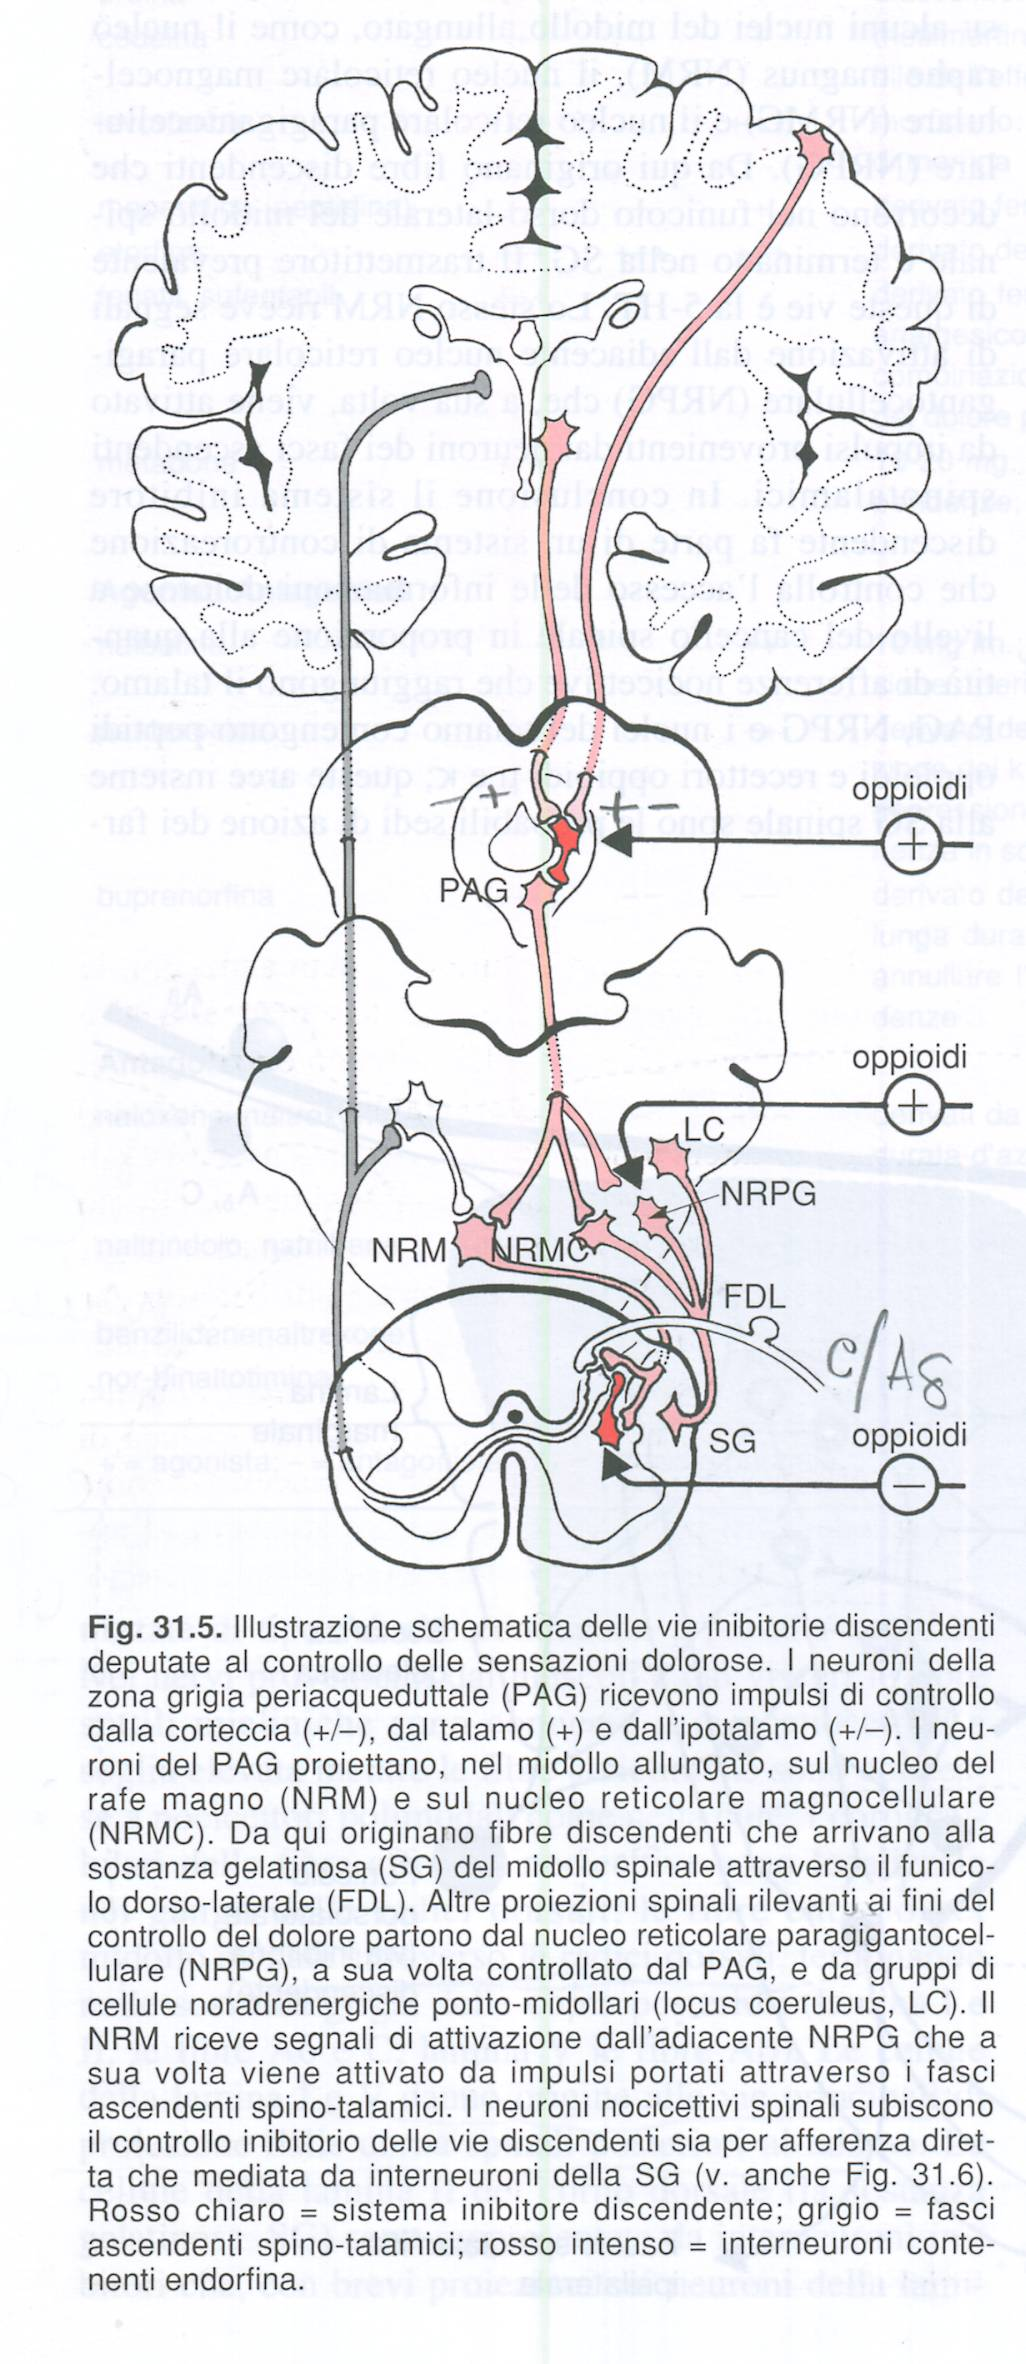 oppioidi
+
– +
+ –
PAG
oppioidi
+
LC
NRPG
NRM
NRMC
FDL
C/Aδ
SG
oppioidi
–
Fig. 31.5. Illustrazione schematica delle vie inibitorie discendenti
deputate al controllo delle sensazioni dolorose. I neuroni della
zona grigia periacqueduttale (PAG) ricevono impulsi di controllo
dalla corteccia (+/–), dal talamo (+) e dall'ipotalamo (+/–). I neu-
roni del PAG proiettano, nel midollo allungato, sul nucleo del
rafe magno (NRM) e sul nucleo reticolare magnocellulare
(NRMC). Da qui originano fibre discendenti che arrivano alla
sostanza gelatinosa (SG) del midollo spinale attraverso il funico-
lo dorso-laterale (FDL). Altre proiezioni spinali rilevanti ai fini del
controllo del dolore partono dal nucleo reticolare paragigantocel-
lulare (NRPG), a sua volta controllato dal PAG, e da gruppi di
cellule noradrenergiche ponto-midollari (locus coeruleus, LC). Il
NRM riceve segnali di attivazione dall'adiacente NRPG che a
sua volta viene attivato da impulsi portati attraverso i fasci
ascendenti spino-talamici. I neuroni nocicettivi spinali subiscono
il controllo inibitorio delle vie discendenti sia per afferenza diret-
ta che mediata da interneuroni della SG (v. anche Fig. 31.6).
Rosso chiaro = sistema inibitore discendente; grigio = fasci
ascendenti spino-talamici; rosso intenso = interneuroni conte-
nenti endorfina.